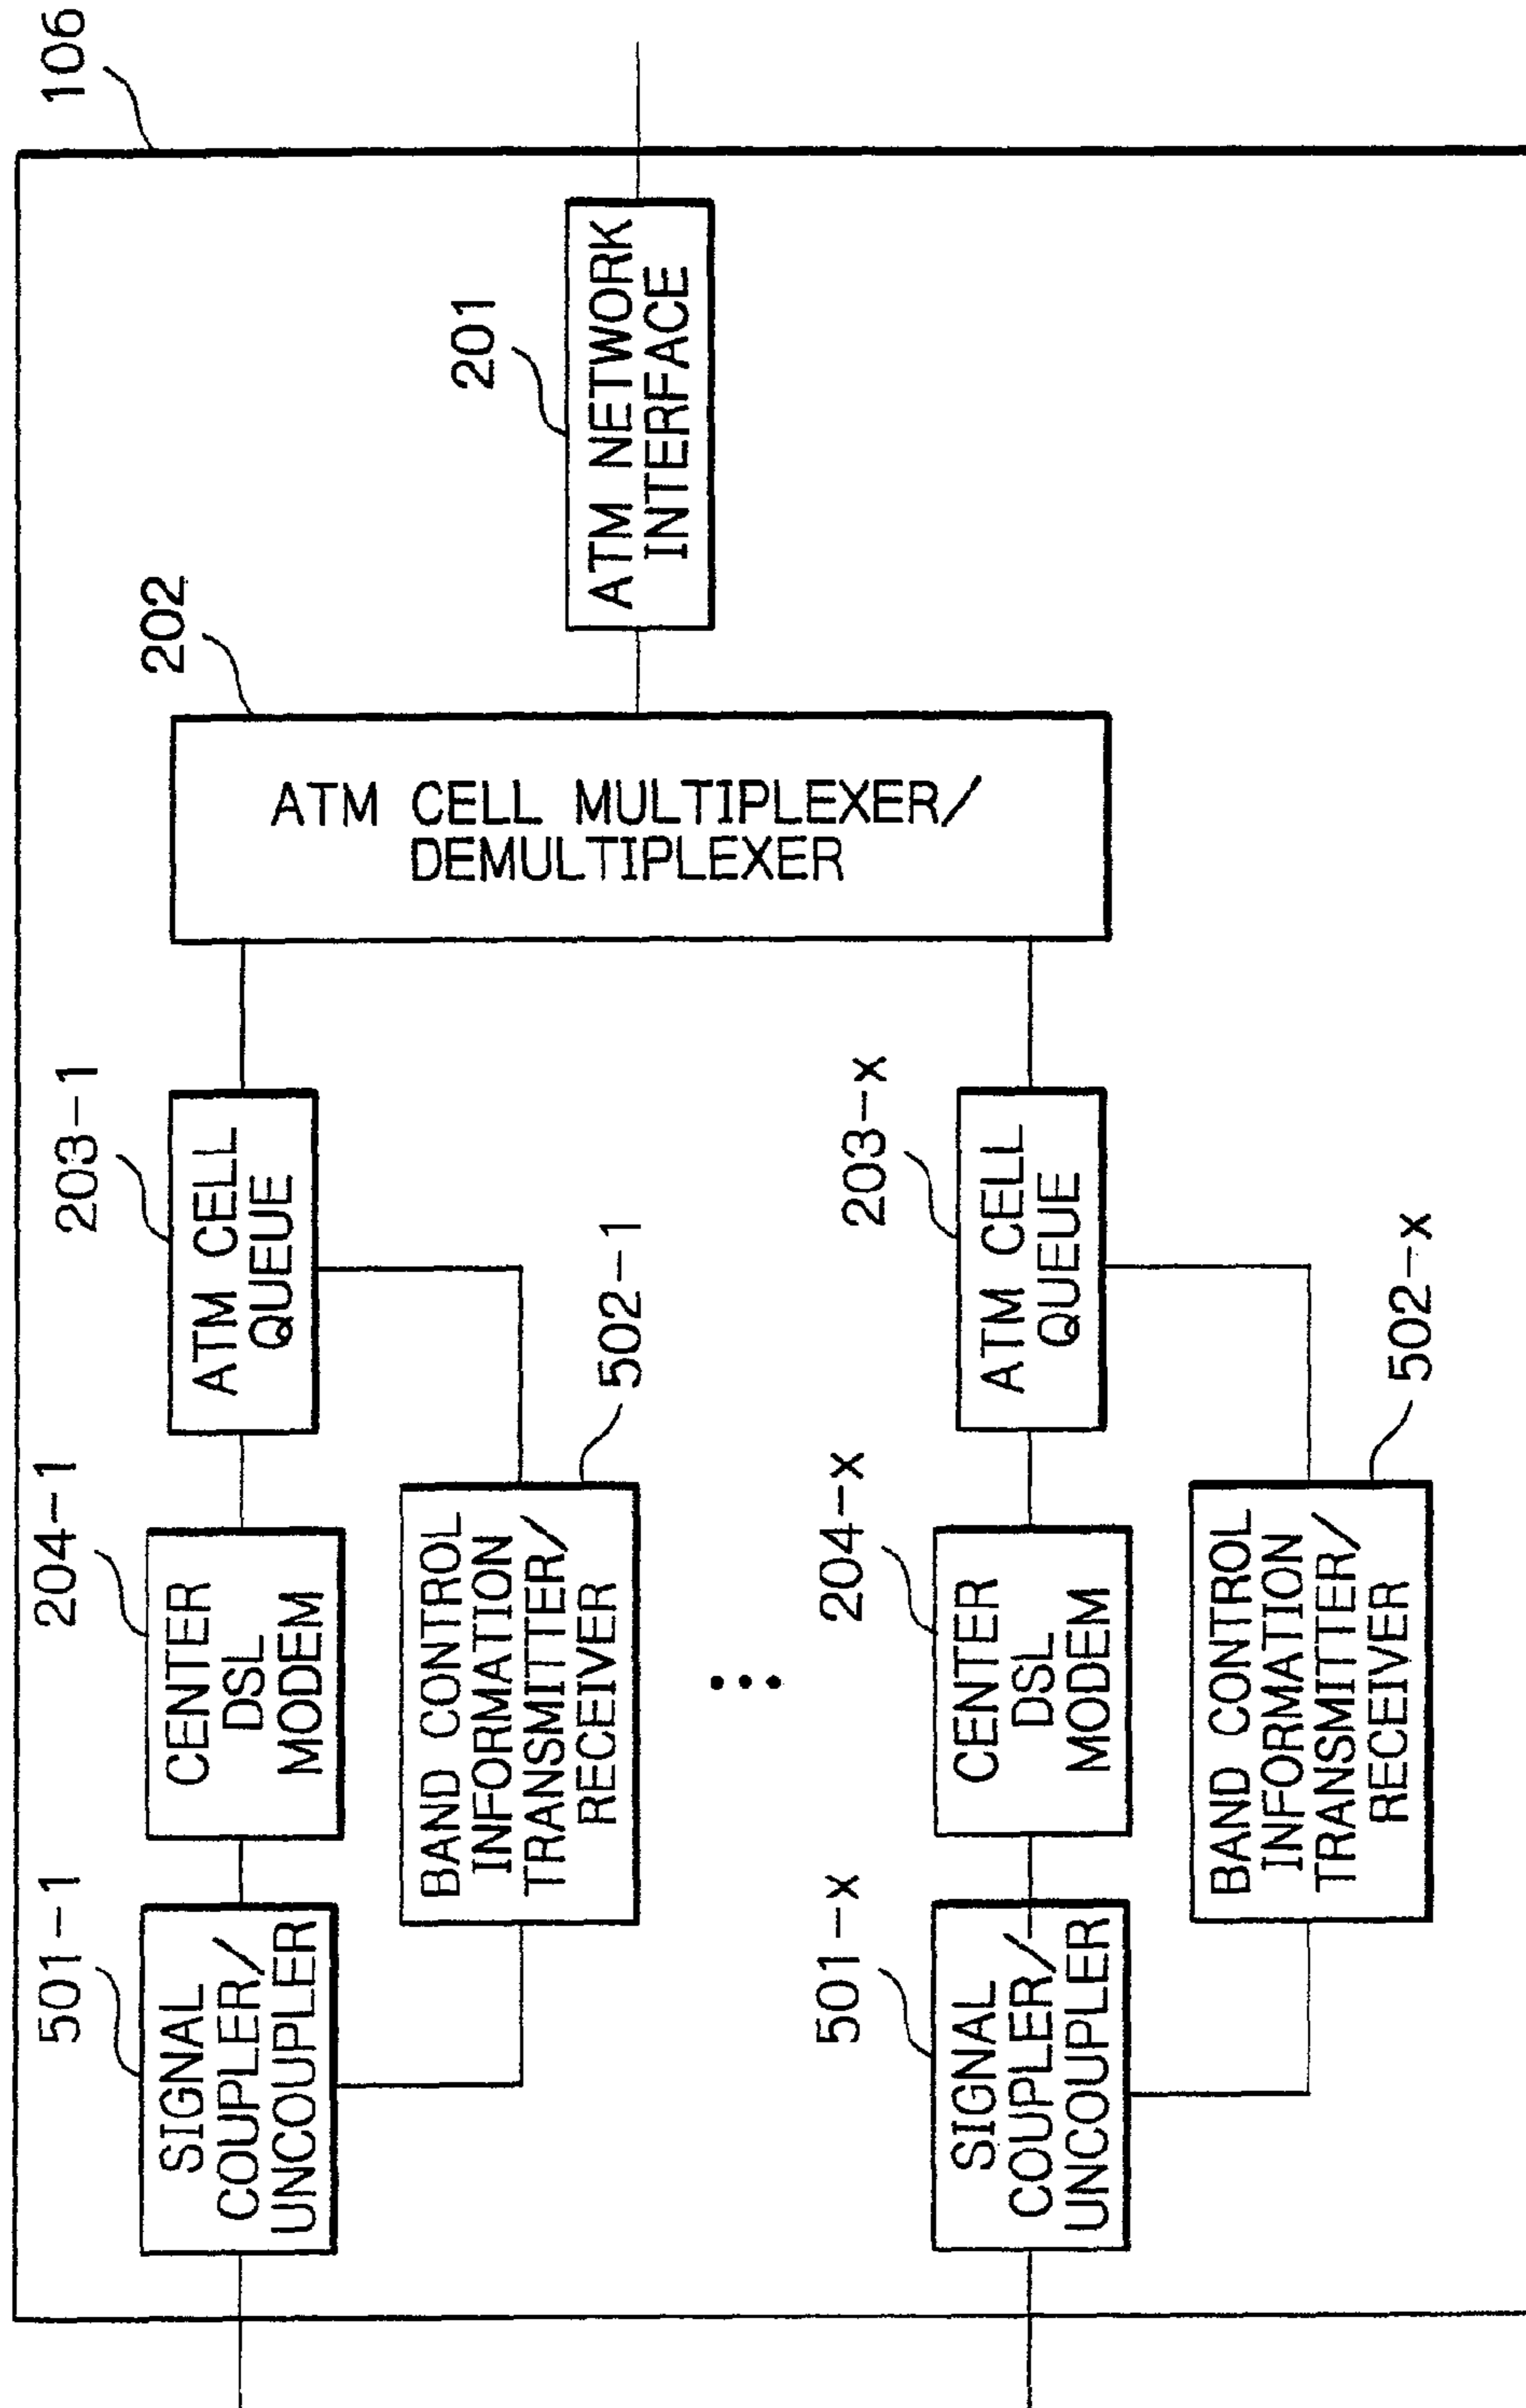 106
501-1
SIGNAL
COUPLER/
UNCOUPLER
204-1
CENTER
DSL
MODEM
203-1
ATM CELL
QUEUE
BAND CONTROL
INFORMATION
TRANSMITTER/
RECEIVER
502-1
202
ATM CELL MULTIPLEXER/
DEMULTIPLEXER
201
ATM NETWORK
INTERFACE
501-x
SIGNAL
COUPLER/
UNCOUPLER
204-x
CENTER
DSL
MODEM
203-x
ATM CELL
QUEUE
BAND CONTROL
INFORMATION
TRANSMITTER/
RECEIVER
502-x